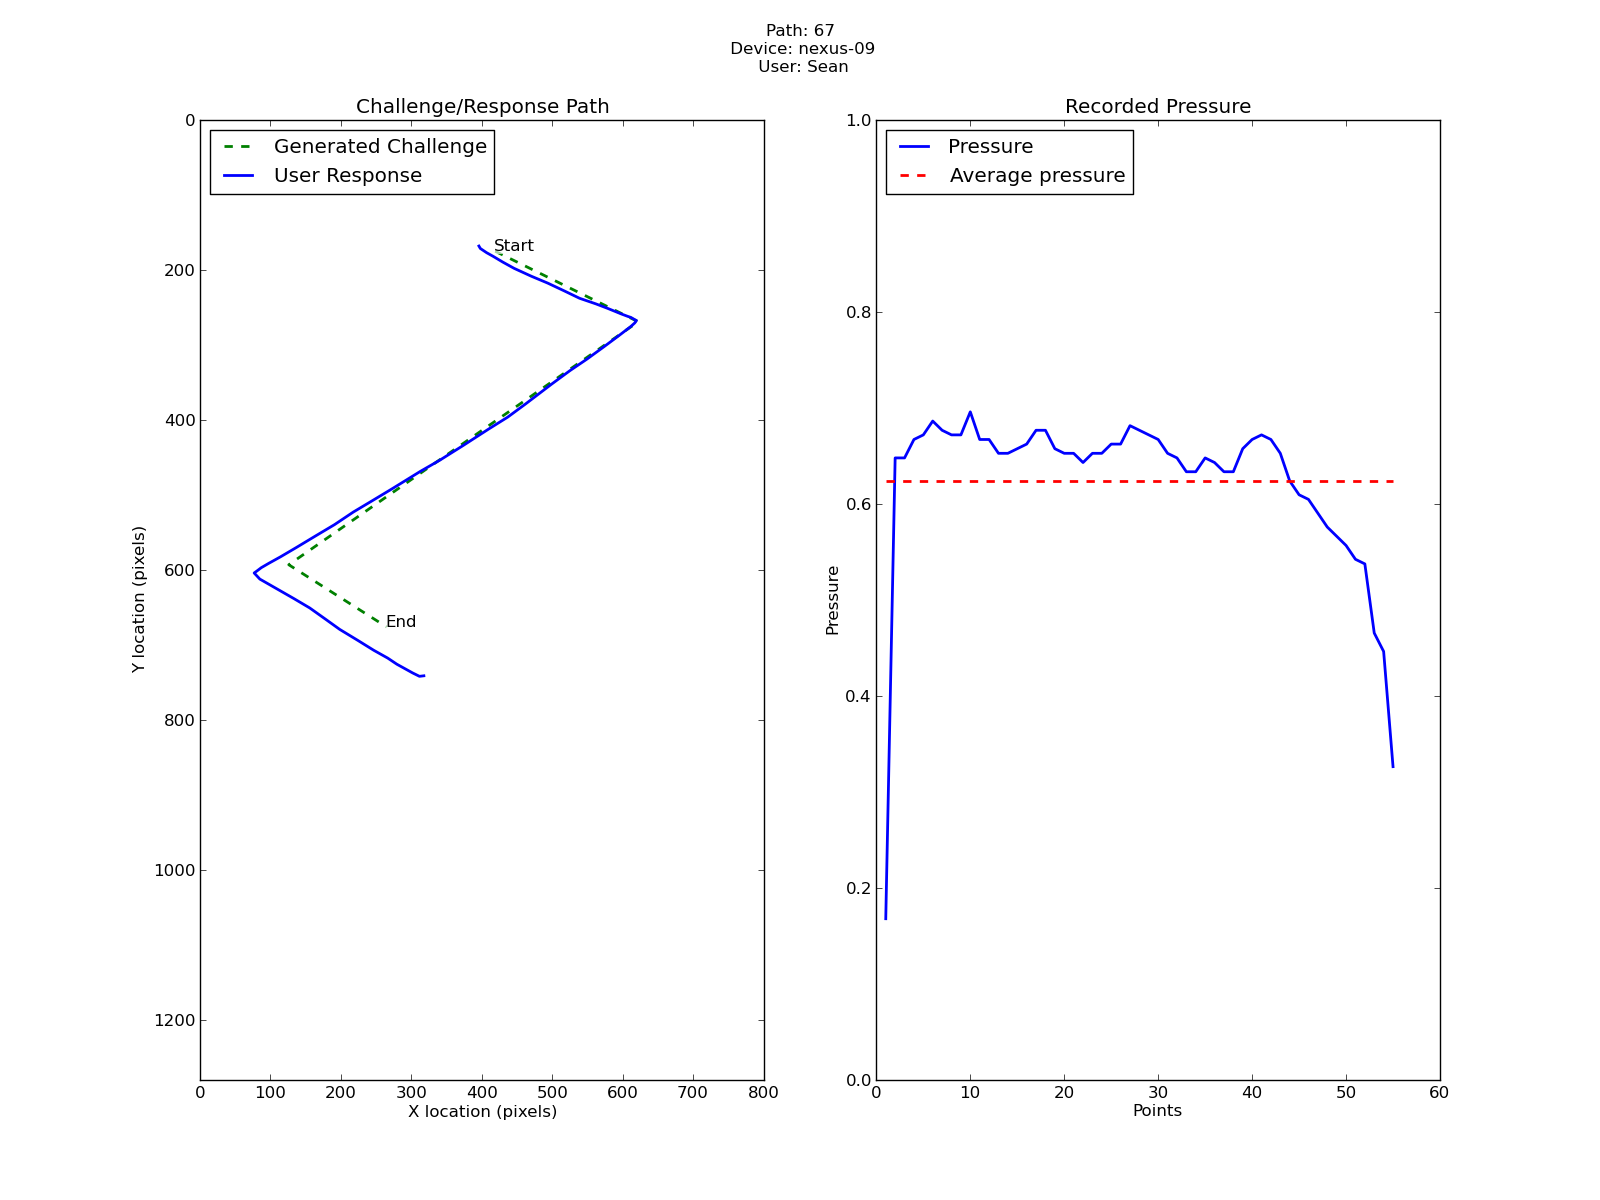 Path: 67
Device: nexus-09
User: Sean
Challenge/Response Path
Generated Challenge
User Response
Start
End
0
200
400
600
800
1000
1200
Y location (pixels)
0 100 200 300 400 500 600 700 800
X location (pixels)
Recorded Pressure
Pressure
Average pressure
1.0
0.8
0.6
0.4
0.2
0.0
Pressure
0 10 20 30 40 50 60
Points